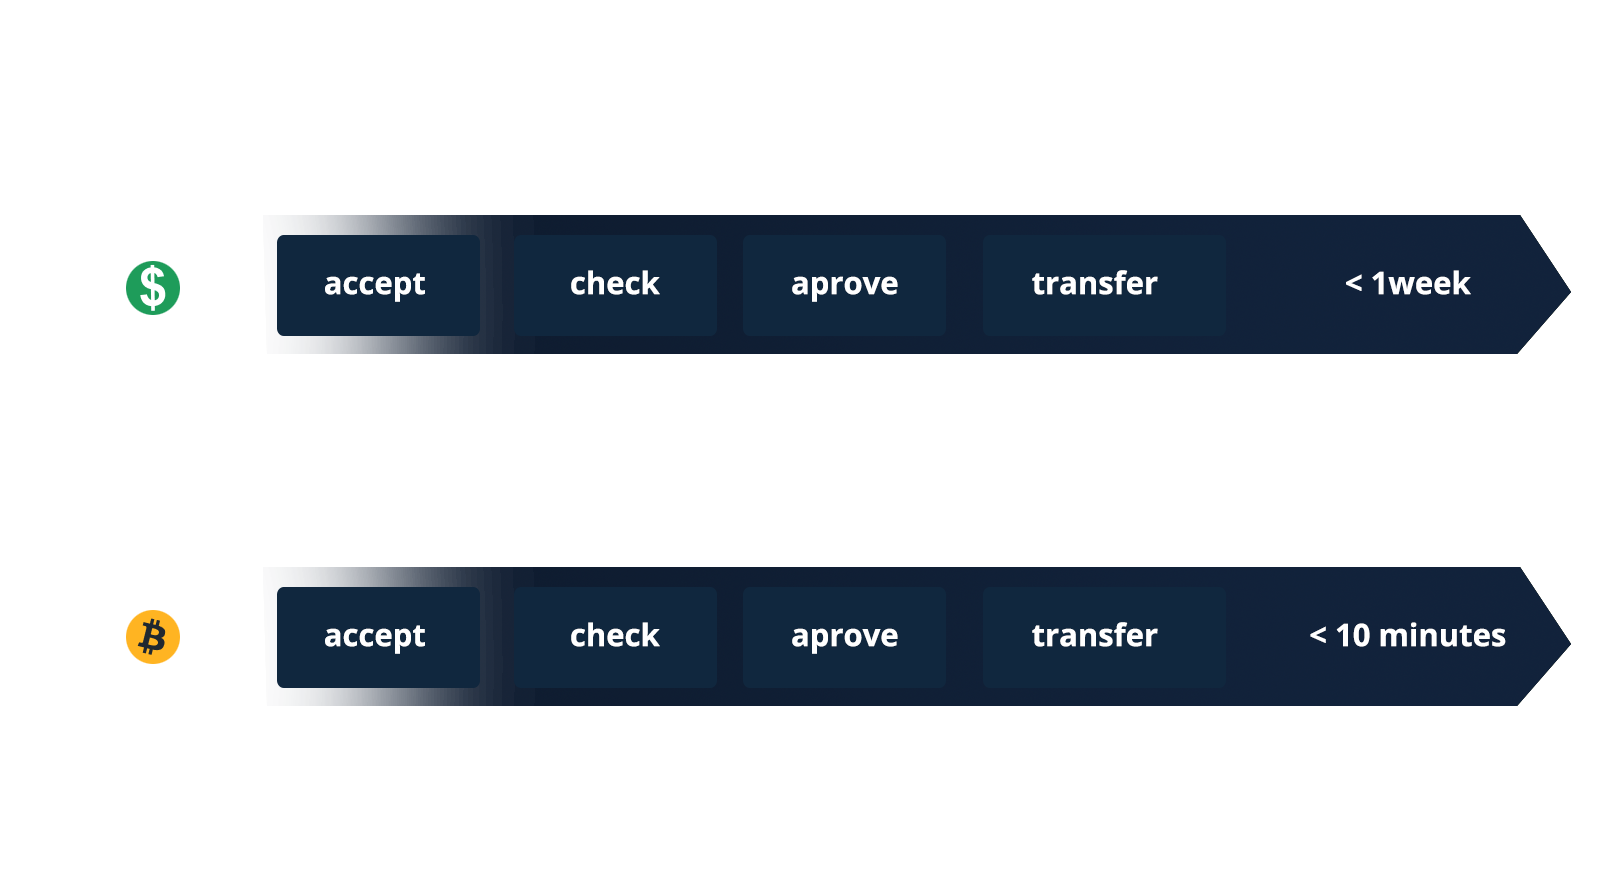 $ accept check aprove transfer < 1week
₿ accept check aprove transfer < 10 minutes